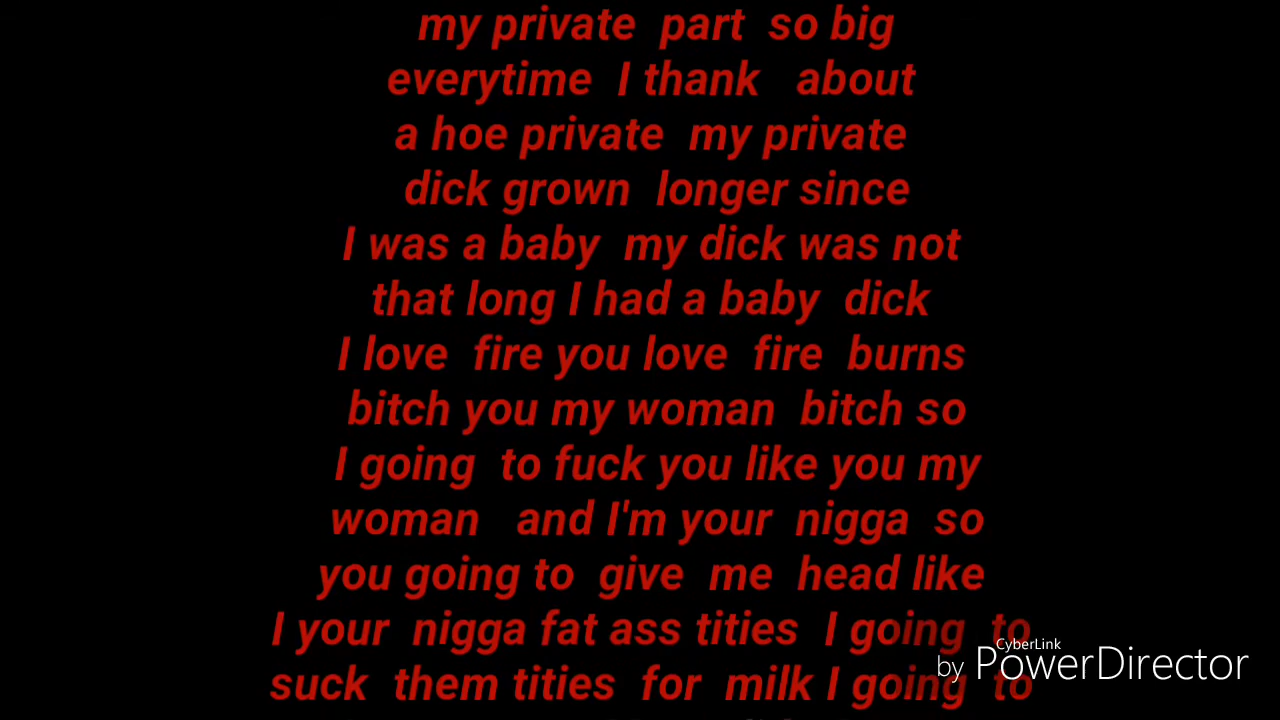 my private part so big
everytime I thank about
a hoe private my private
dick grown longer since
I was a baby my dick was not
that long I had a baby dick
I love fire you love fire burns
bitch you my woman bitch so
I going to fuck you like you my
woman and I'm your nigga so
you going to give me head like
I your nigga fat ass tities I going to
suck them tities for milk I going to
CyberLink
by PowerDirector